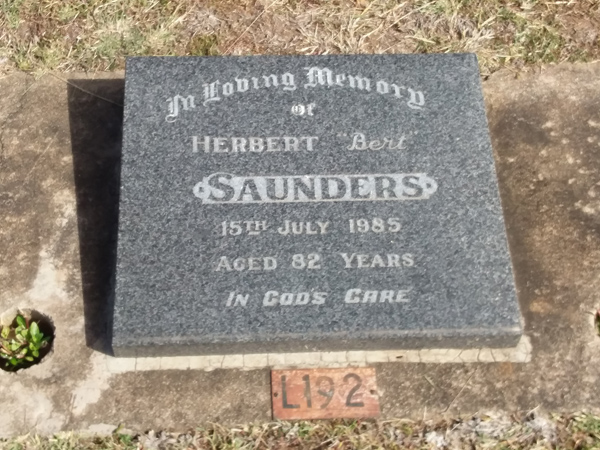 In Loving Memory
of
HERBERT "Bert"
SAUNDERS
15TH JULY 1985
AGED 82 YEARS
IN GOD'S CARE
L192